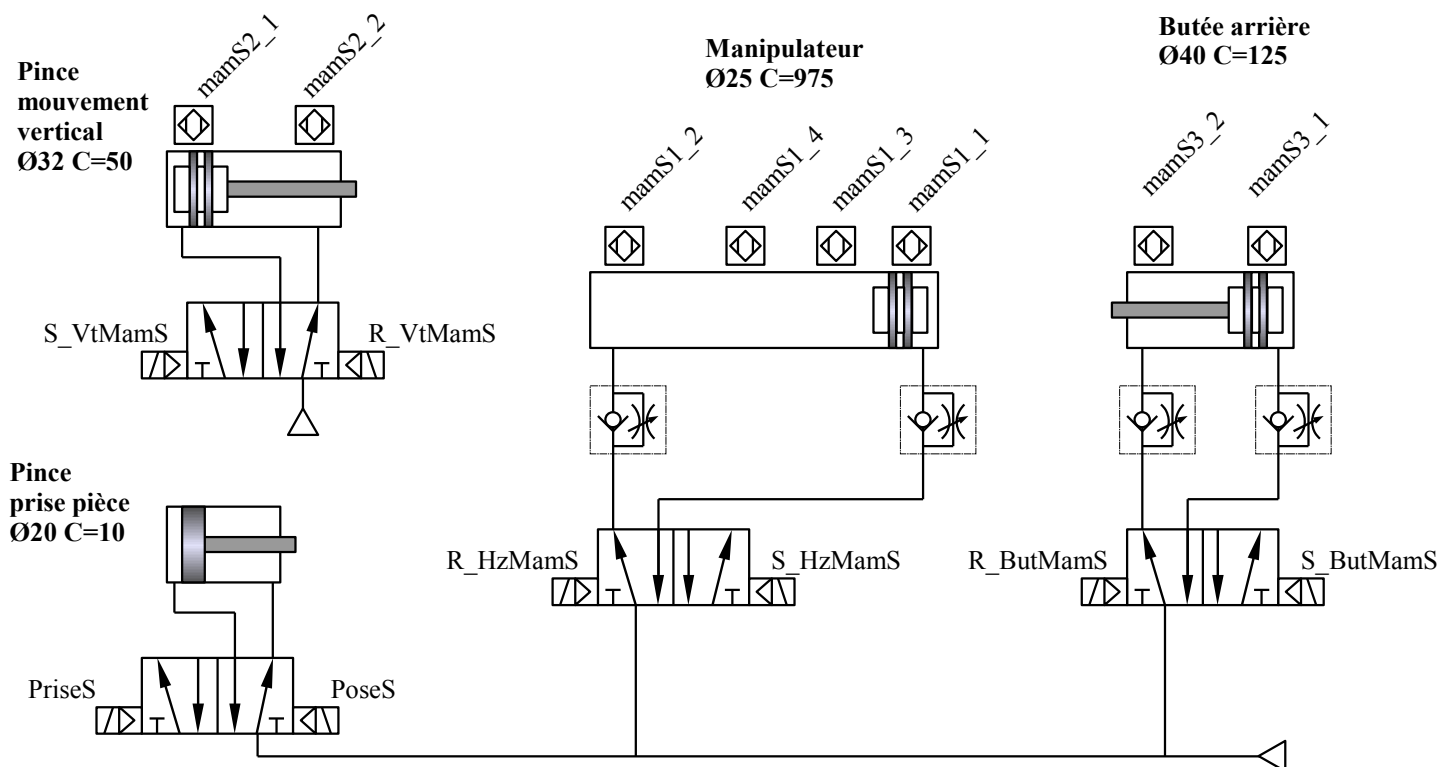 Pince
mouvement
vertical
Ø32 C=50
mamS2_1
mamS2_2
S_VtMamS
R_VtMamS
Pince
prise pièce
Ø20 C=10
PriseS
PoseS
Manipulateur
Ø25 C=975
mamS1_2
mamS1_4
mamS1_3
mamS1_1
R_HzMamS
S_HzMamS
Butée arrière
Ø40 C=125
mamS3_2
mamS3_1
R_ButMamS
S_ButMamS